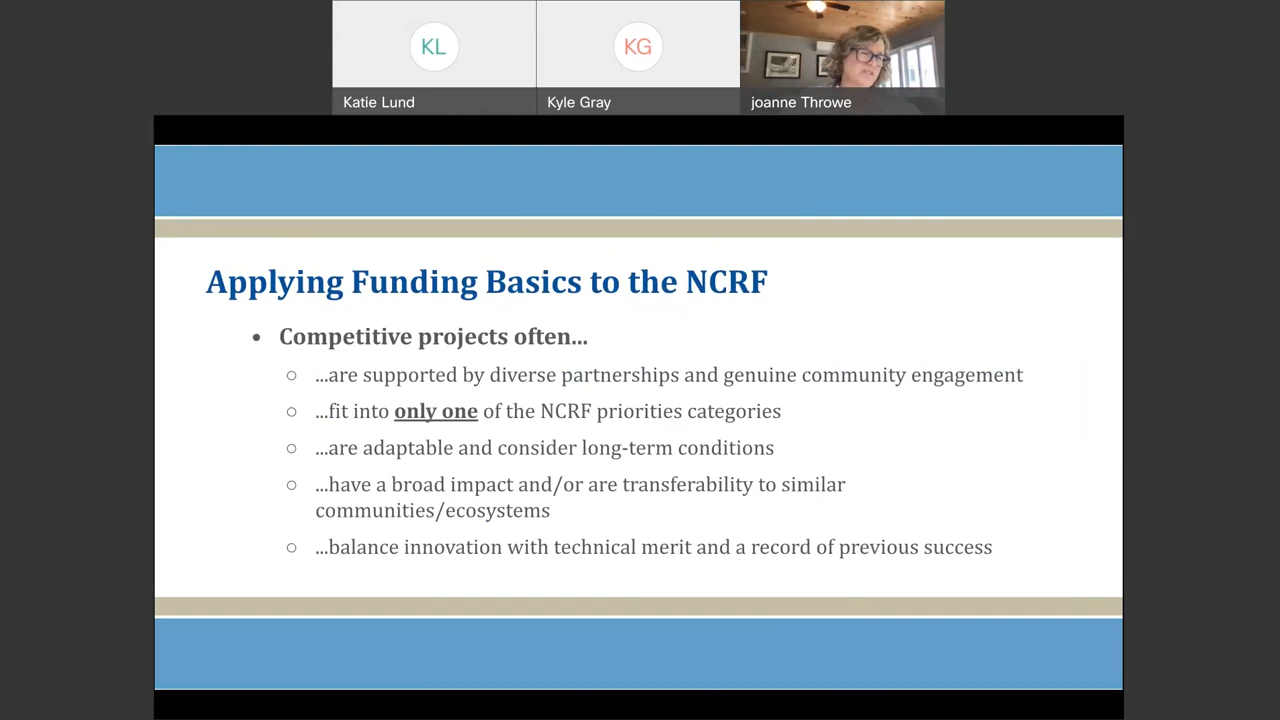 KL
KG
Katie Lund
Kyle Gray
joanne Throwe
Applying Funding Basics to the NCRF
• Competitive projects often...
○ ...are supported by diverse partnerships and genuine community engagement
○ ...fit into only one of the NCRF priorities categories
○ ...are adaptable and consider long-term conditions
○ ...have a broad impact and/or are transferability to similar
communities/ecosystems
○ ...balance innovation with technical merit and a record of previous success